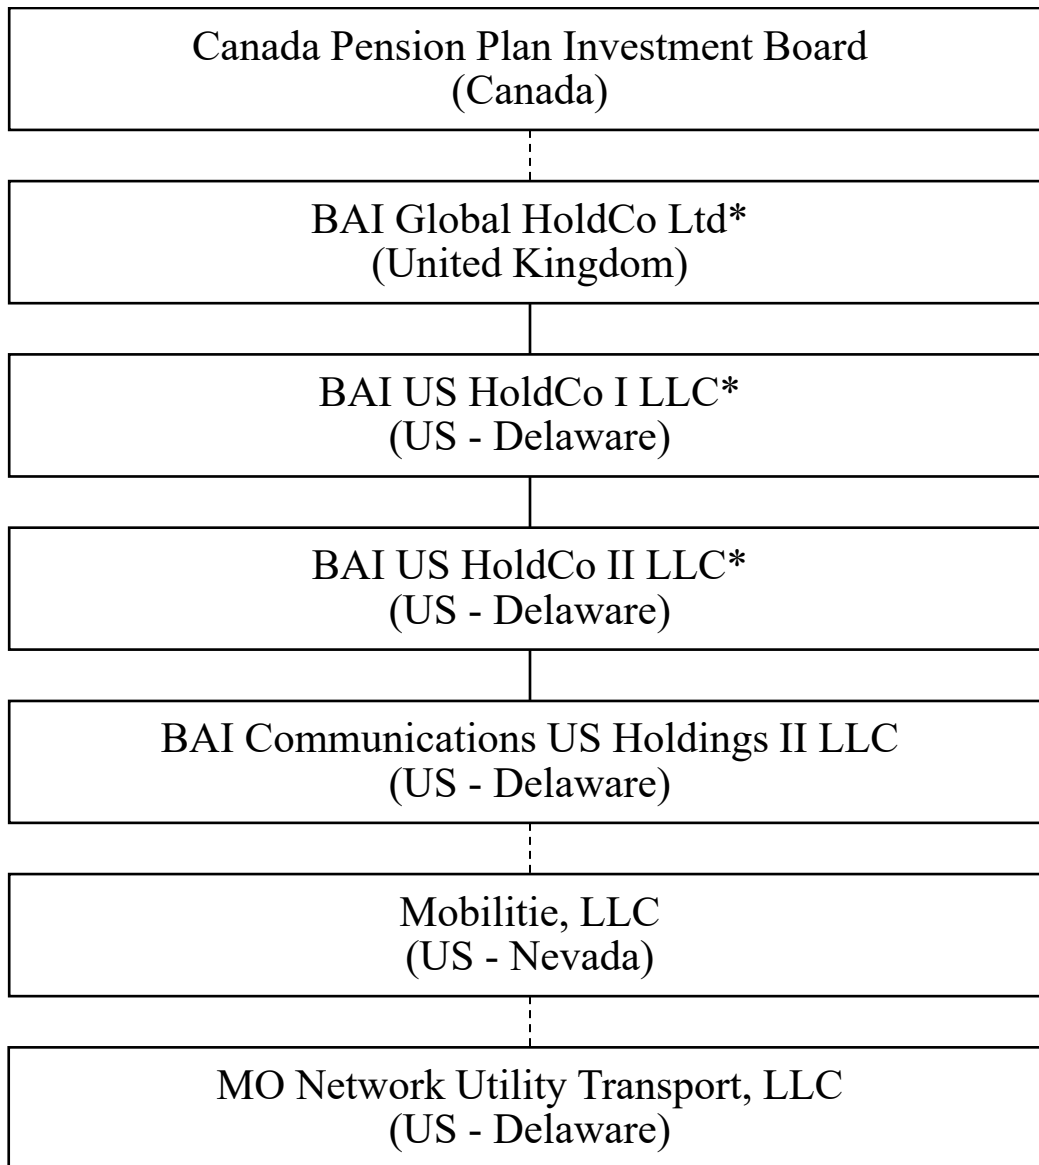 Canada Pension Plan Investment Board
(Canada)
BAI Global HoldCo Ltd*
(United Kingdom)
BAI US HoldCo I LLC*
(US - Delaware)
BAI US HoldCo II LLC*
(US - Delaware)
BAI Communications US Holdings II LLC
(US - Delaware)
Mobilitie, LLC
(US - Nevada)
MO Network Utility Transport, LLC
(US - Delaware)